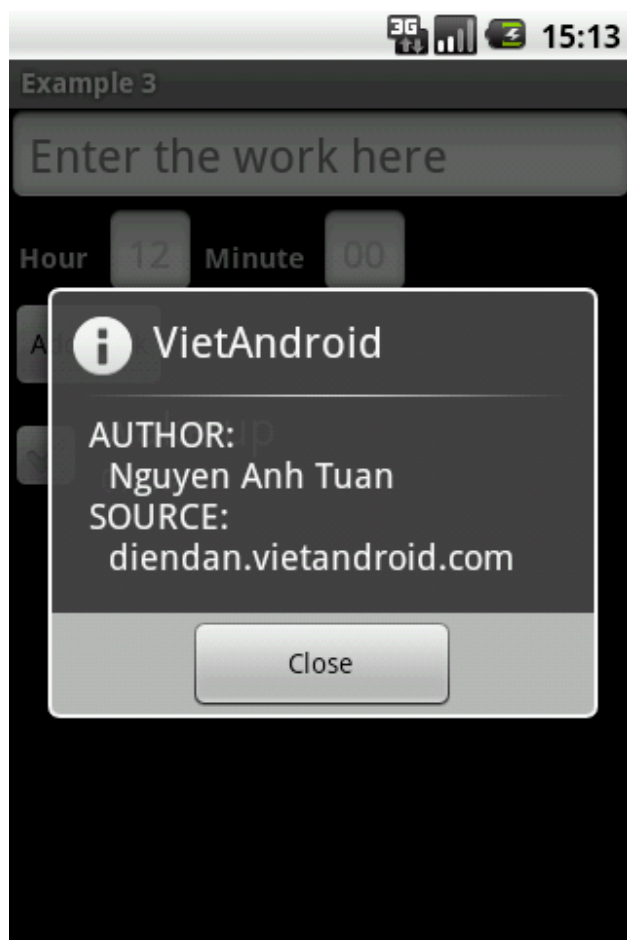 3G 15:13
Example 3
Enter the work here
Hour 12 Minute 00
VietAndroid
AUTHOR:
Nguyen Anh Tuan
SOURCE:
diendan.vietandroid.com
Close